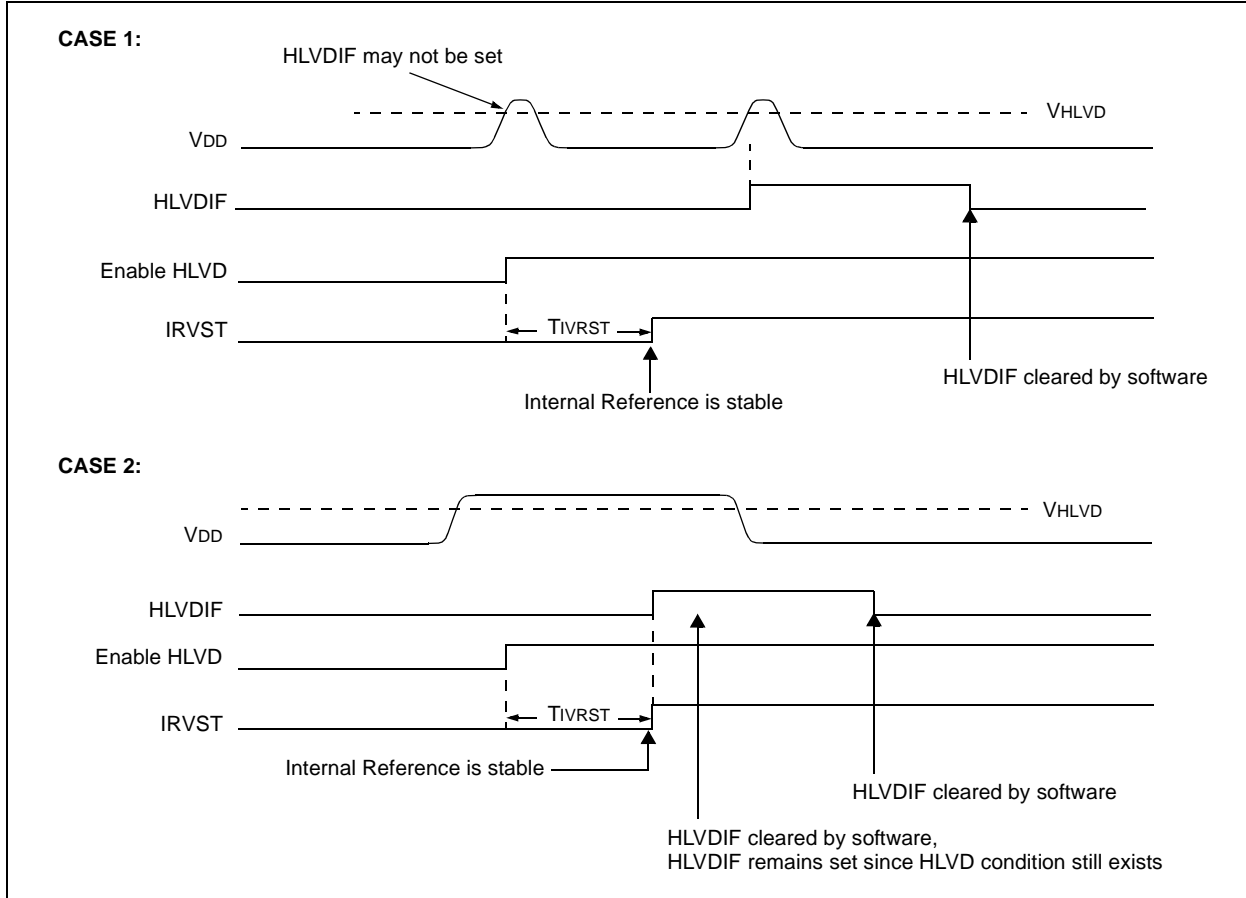 CASE 1:
HLVDIF may not be set
VHLVD
VDD
HLVDIF
Enable HLVD
TIVRST
IRVST
HLVDIF cleared by software
Internal Reference is stable
CASE 2:
VHLVD
VDD
HLVDIF
Enable HLVD
TIVRST
IRVST
Internal Reference is stable
HLVDIF cleared by software
HLVDIF cleared by software,
HLVDIF remains set since HLVD condition still exists